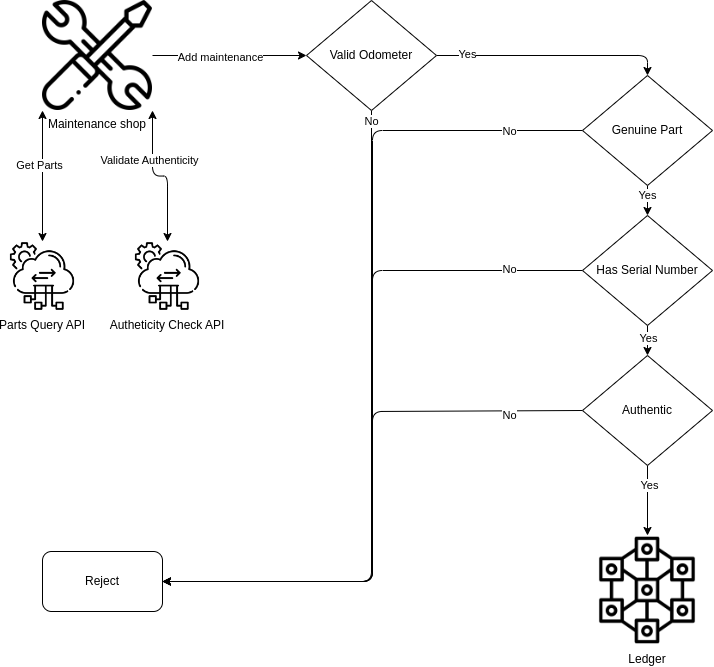 Add maintenance
Valid Odometer
Yes
Maintenance shop
No
Genuine Part
No
Get Parts
Validate Authenticity
Yes
Has Serial Number
No
Parts Query API
Autheticity Check API
Yes
Authentic
No
Yes
Reject
Ledger